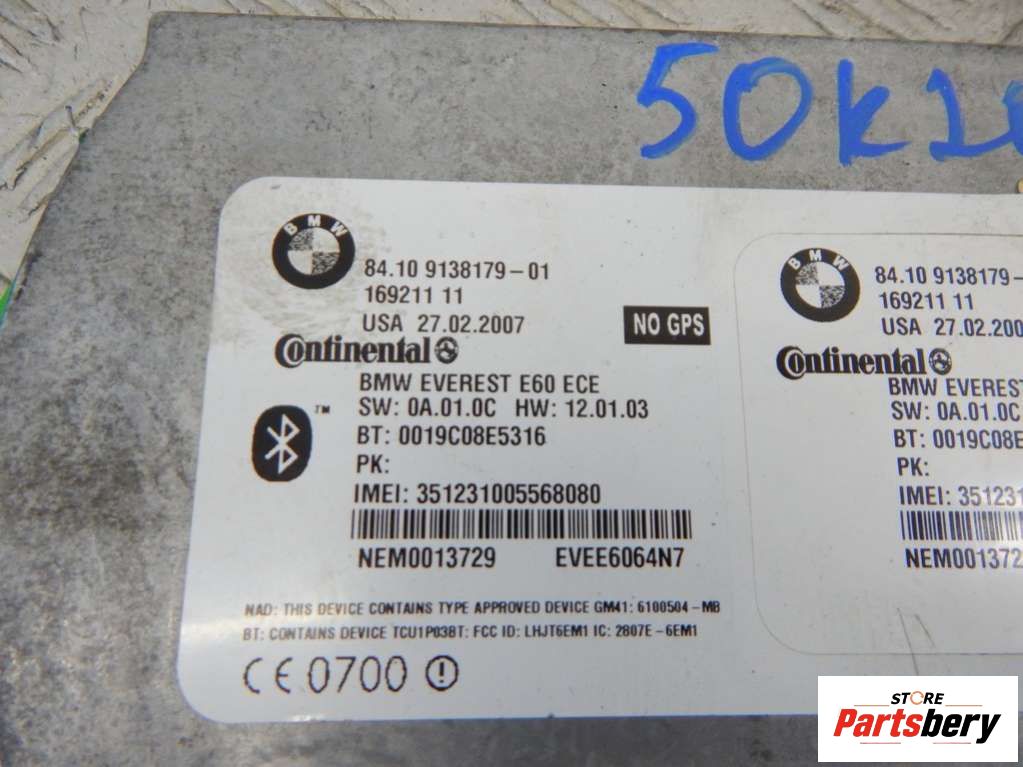 50K
BMW
84.10 9138179-01
169211 11
USA 27.02.2007
NO GPS
Continental
BMW EVEREST E60 ECE
SW: 0A.01.0C HW: 12.01.03
™
BT: 0019C08E5316
PK:
IMEI: 351231005568080
NEM0013729 EVEE6064N7
NAD: THIS DEVICE CONTAINS TYPE APPROVED DEVICE GM41: 6100504-MB
BT: CONTAINS DEVICE TCU1P03BT: FCC ID: LHJT6EM1 IC: 2807E-6EM1
CE0700
BMW
84.10 9138179-
169211 11
USA 27.02.200
Continental
BMW EVEREST
SW: 0A.01.0C
BT: 0019C08E
PK:
IMEI: 35123
NEM001372
STORE
Partsbery